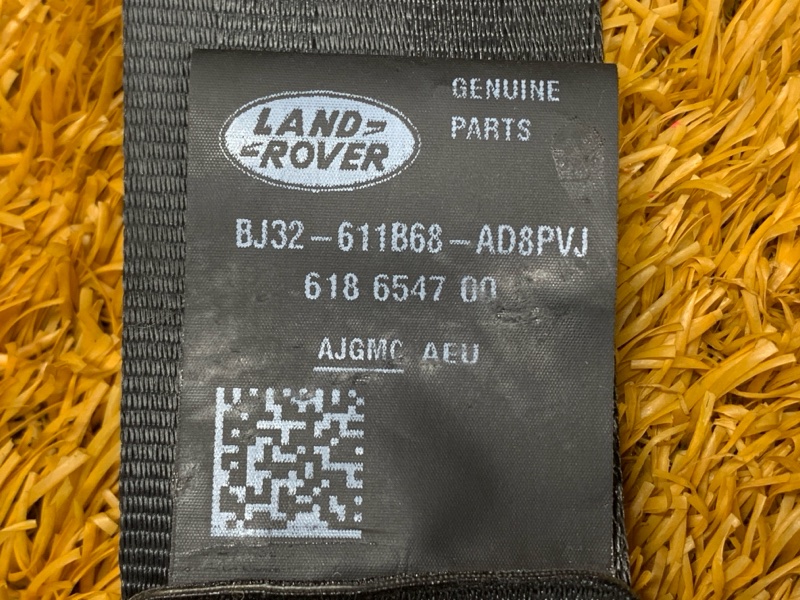 LAND
ROVER
GENUINE
PARTS
BJ32-611B68-AD8PVJ
618 6547 00
AJGMC AEU